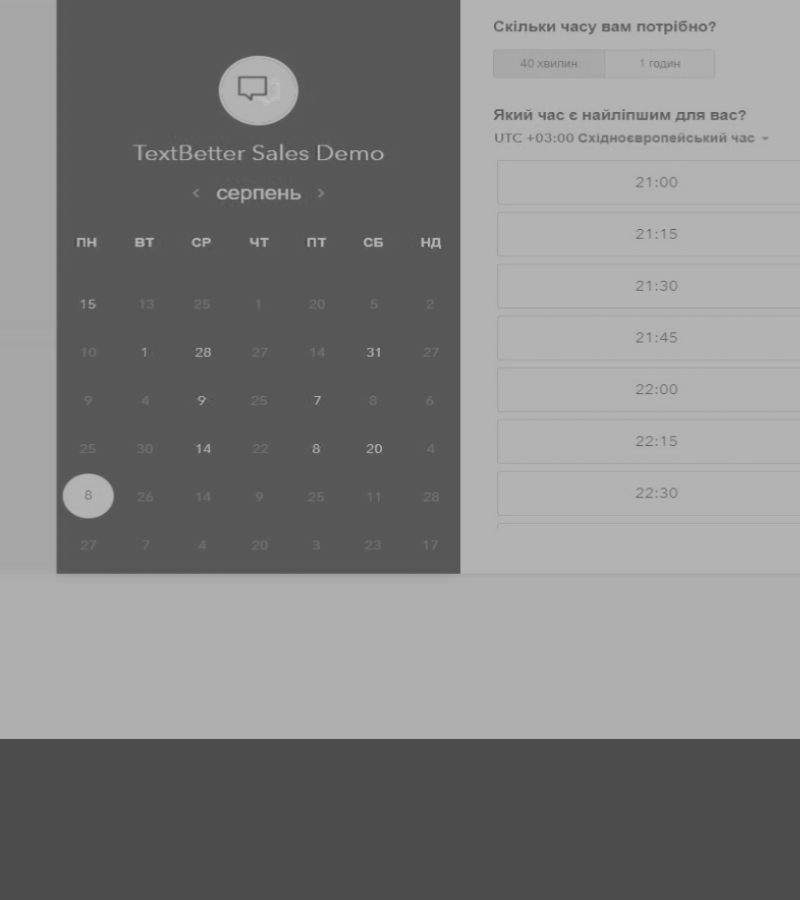 TextBetter Sales Demo
‹ серпень ›
ПН ВТ СР ЧТ ПТ СБ НД
15 13 25 1 20 5 2
10 1 28 27 14 31 27
9 4 9 25 7 8 6
25 30 14 22 8 20 4
8 26 14 9 25 11 28
27 7 4 20 3 23 17
Скільки часу вам потрібно?
40 хвилин 1 годин
Який час є найліпшим для вас?
UTC +03:00 Східноєвропейський час
21:00
21:15
21:30
21:45
22:00
22:15
22:30